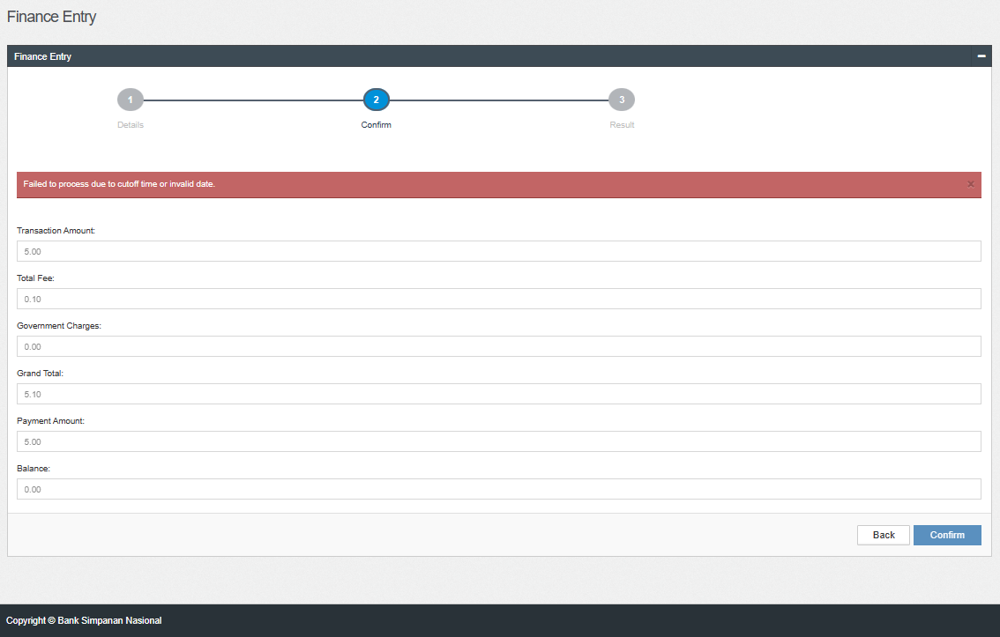 Finance Entry
Finance Entry
1
2
3
Details
Confirm
Result
Failed to process due to cutoff time or invalid date.
Transaction Amount:
5.00
Total Fee:
0.10
Government Charges:
0.00
Grand Total:
5.10
Payment Amount:
5.00
Balance:
0.00
Back
Confirm
Copyright © Bank Simpanan Nasional